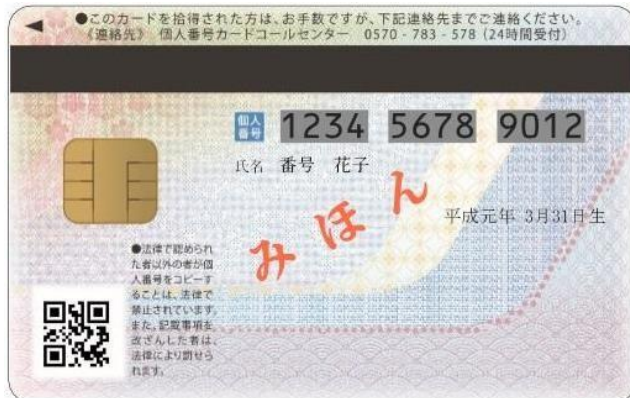 ●このカードを拾得された方は、お手数ですが、下記連絡先までご連絡ください。
《連絡先》 個人番号カードコールセンター 0570-783-578(24時間受付)
個人番号 1234 5678 9012
氏名 番号 花子
平成元年 3月31日生
みほん
●法律で認められ
た者以外の者が個
人番号をコピーす
ることは、法律で
禁止されています。
また、記載事項を
改ざんした者は、
法律により罰せら
れます。